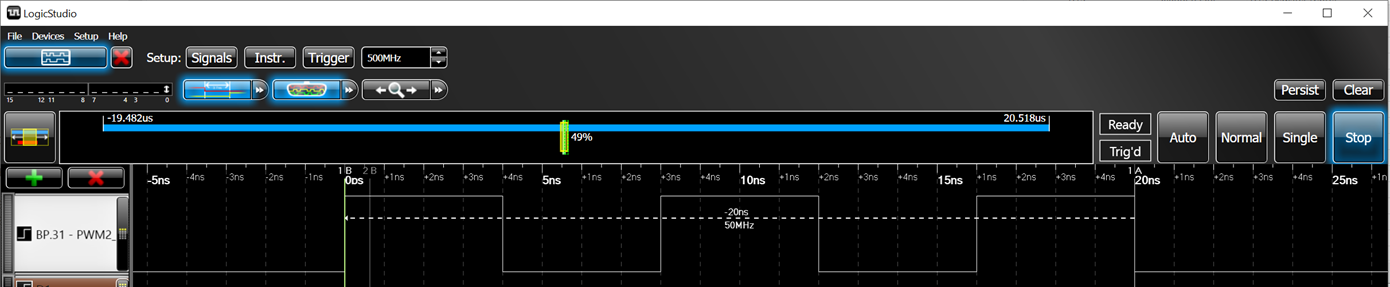 LogicStudio
File Devices Setup Help
Setup: Signals Instr. Trigger 500MHz
15 12 11 8 7 4 3 0
Persist Clear
-19.482us 20.518us
49%
Ready
Trig'd
Auto Normal Single Stop
1 B 2 B 1 A
-5ns -4ns -3ns -2ns -1ns 0ps +1ns +2ns +3ns +4ns 5ns +1ns +2ns +3ns +4ns 10ns +1ns +2ns +3ns +4ns 15ns +1ns +2ns +3ns +4ns 20ns +1ns +2ns +3ns +4ns 25ns +1n
-20ns
50MHz
BP.31 - PWM2_